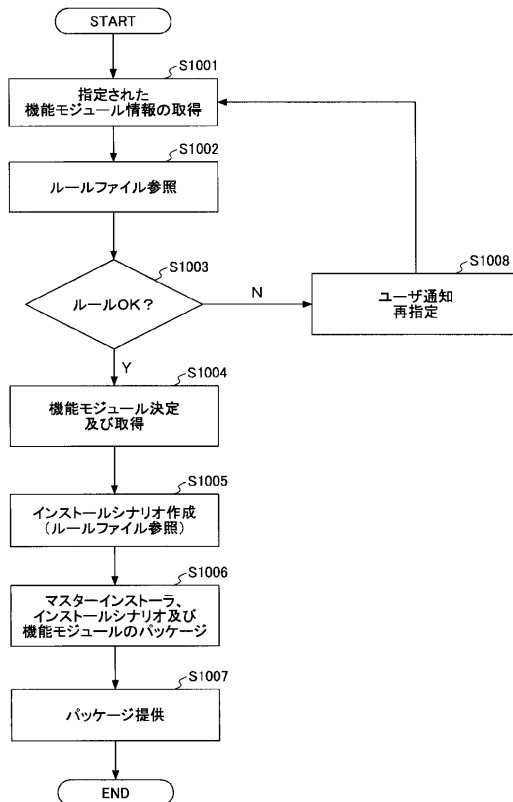 START
S1001
指定された
機能モジュール情報の取得
S1002
ルールファイル参照
S1003
ルールOK？
N
S1008
ユーザ通知
再指定
Y
S1004
機能モジュール決定
及び取得
S1005
インストールシナリオ作成
（ルールファイル参照）
S1006
マスターインストーラ、
インストールシナリオ及び
機能モジュールのパッケージ
S1007
パッケージ提供
END